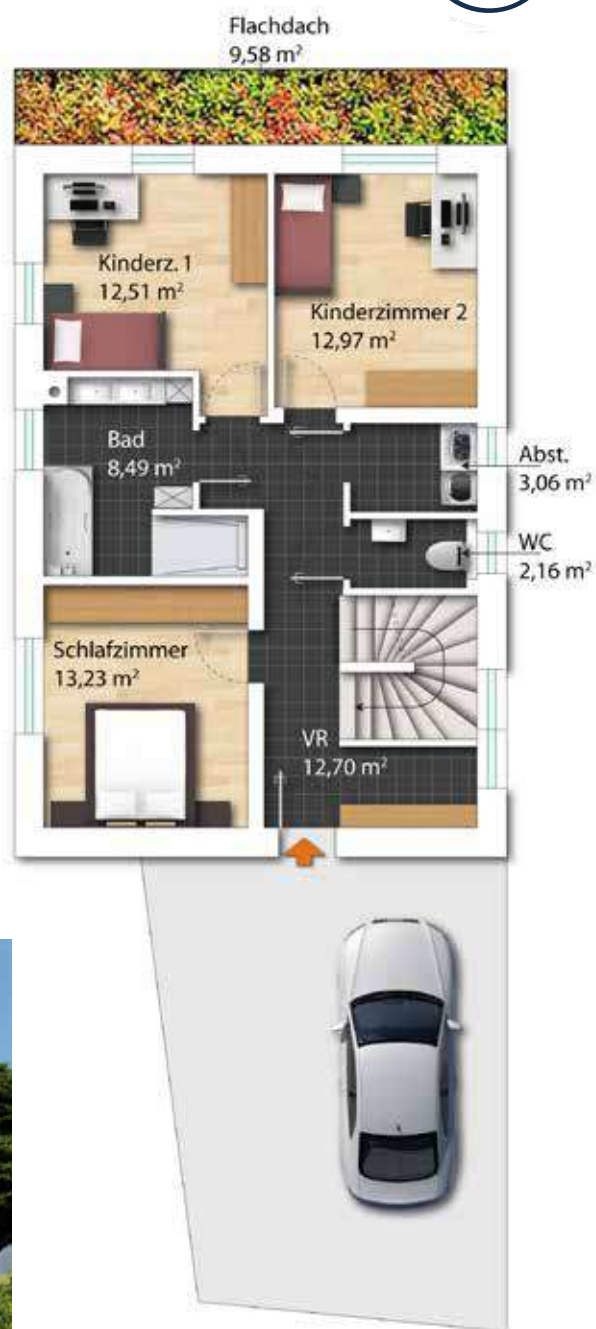 Flachdach
9,58 m²
Kinderz. 1
12,51 m²
Kinderzimmer 2
12,97 m²
Bad
8,49 m²
Abst.
3,06 m²
WC
2,16 m²
Schlafzimmer
13,23 m²
VR
12,70 m²